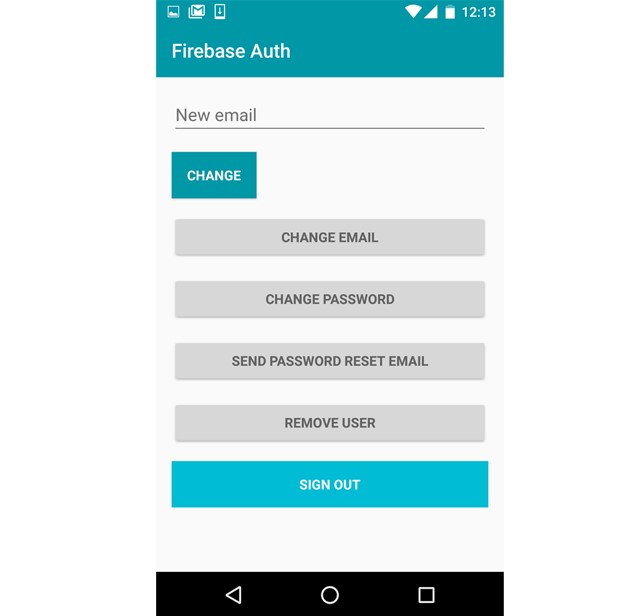 12:13
Firebase Auth
New email
CHANGE
CHANGE EMAIL
CHANGE PASSWORD
SEND PASSWORD RESET EMAIL
REMOVE USER
SIGN OUT